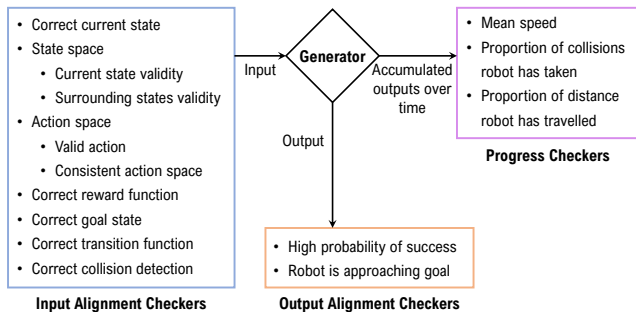 • Correct current state
• State space
• Current state validity
• Surrounding states validity
• Action space
• Valid action
• Consistent action space
• Correct reward function
• Correct goal state
• Correct transition function
• Correct collision detection
Input Alignment Checkers
Input
Generator
Accumulated
outputs over
time
Output
• Mean speed
• Proportion of collisions
robot has taken
• Proportion of distance
robot has travelled
Progress Checkers
• High probability of success
• Robot is approaching goal
Output Alignment Checkers